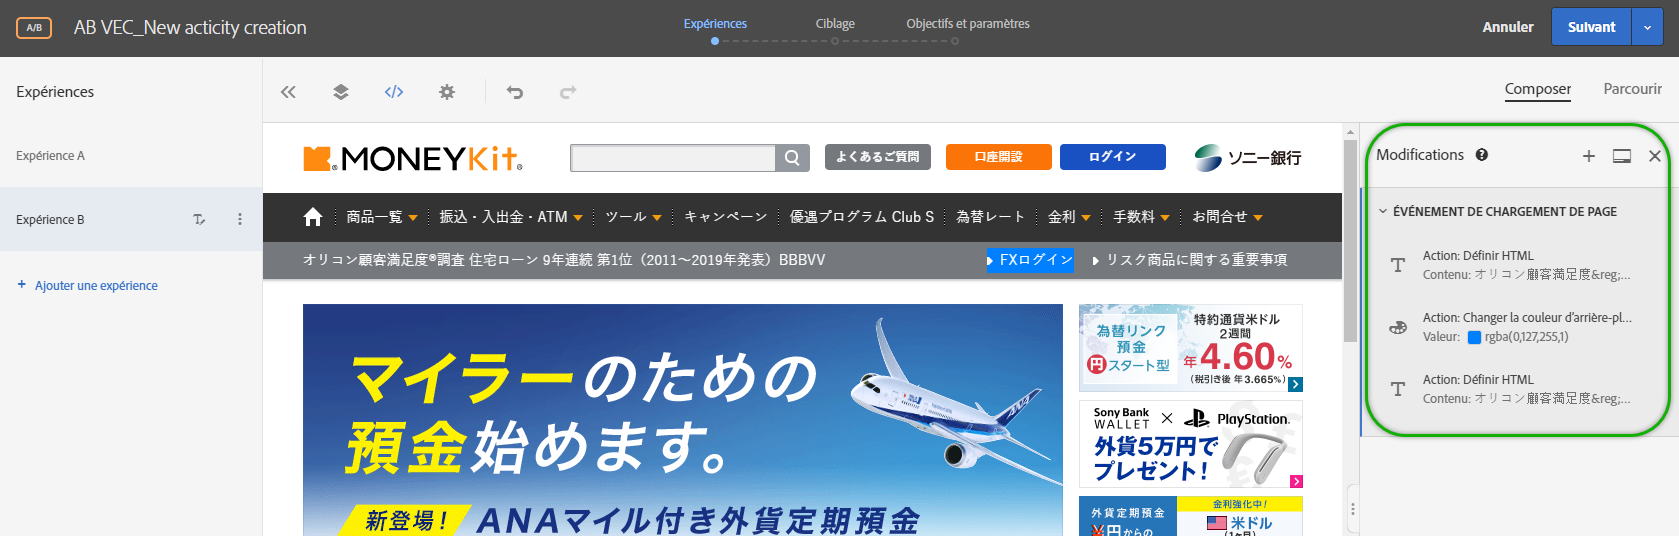 A/B AB VEC_New acticity creation
Expériences Ciblage Objectifs et paramètres
Annuler Suivant
Expériences
Composer Parcourir
Expérience A
Expérience B
+ Ajouter une expérience
MONEYKit
よくあるご質問 口座開設 ログイン ソニー銀行
商品一覧 振込・入出金・ATM ツール キャンペーン 優遇プログラム Club S 為替レート 金利 手数料 お問合せ
オリコン顧客満足度®調査 住宅ローン 9年連続 第1位（2011～2019年発表）BBBVV FXログイン リスク商品に関する重要事項
マイラーのための
預金始めます。
新登場！ ANAマイル付き外貨定期預金
為替リンク
預金
円スタート型
特約通貨米ドル
2週間
年4.60%
(税引き後 年3.665%)
Sony Bank
WALLET × PlayStation.
外貨5万円で
プレゼント!
外貨定期預金
円からの
金利強化中！
米ドル
(1ヶ月)
Modifications
ÉVÉNEMENT DE CHARGEMENT DE PAGE
Action: Définir HTML
Contenu: オリコン顧客満足度&reg;...
Action: Changer la couleur d'arrière-pl...
Valeur: rgba(0,127,255,1)
Action: Définir HTML
Contenu: オリコン顧客満足度&reg;...